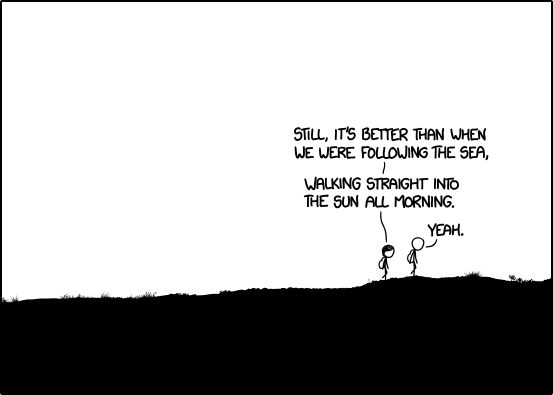 STILL, IT'S BETTER THAN WHEN
WE WERE FOLLOWING THE SEA,
WALKING STRAIGHT INTO
THE SUN ALL MORNING.
YEAH.